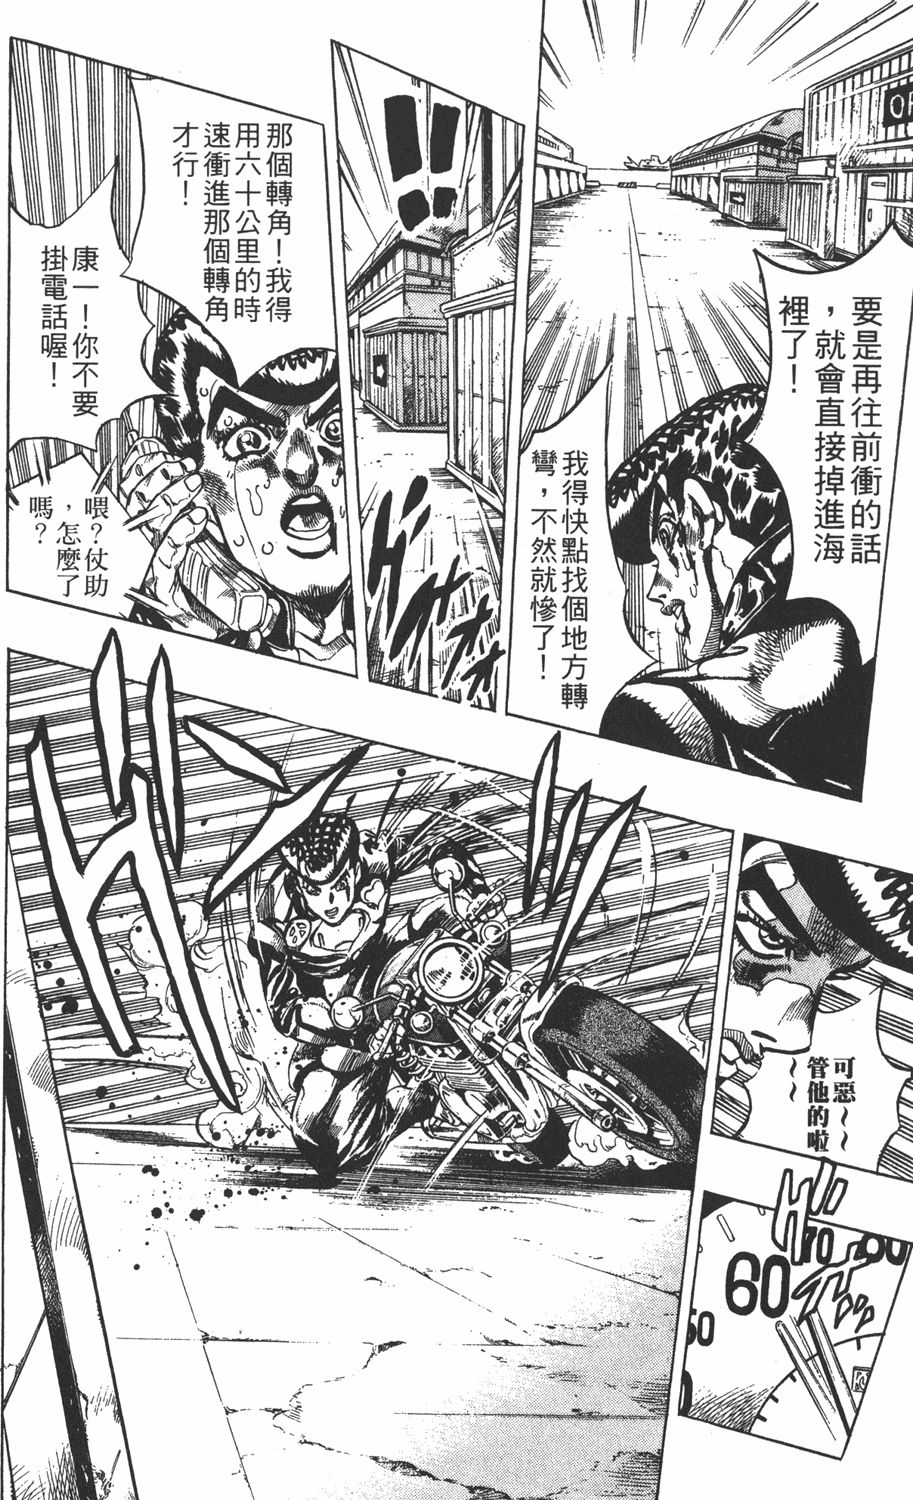 要是再往前衝的話
，就會直接掉進海
裡了！
我得快點找個地方轉
彎，不然就慘了！
!!
那個轉角！我得
用六十公里的時
速衝進那個轉角
才行！
康一！你不要
掛電話喔！
喂？仗助
，怎麼了
嗎？
可惡～～
管他的啦
～～
60
70
80
50